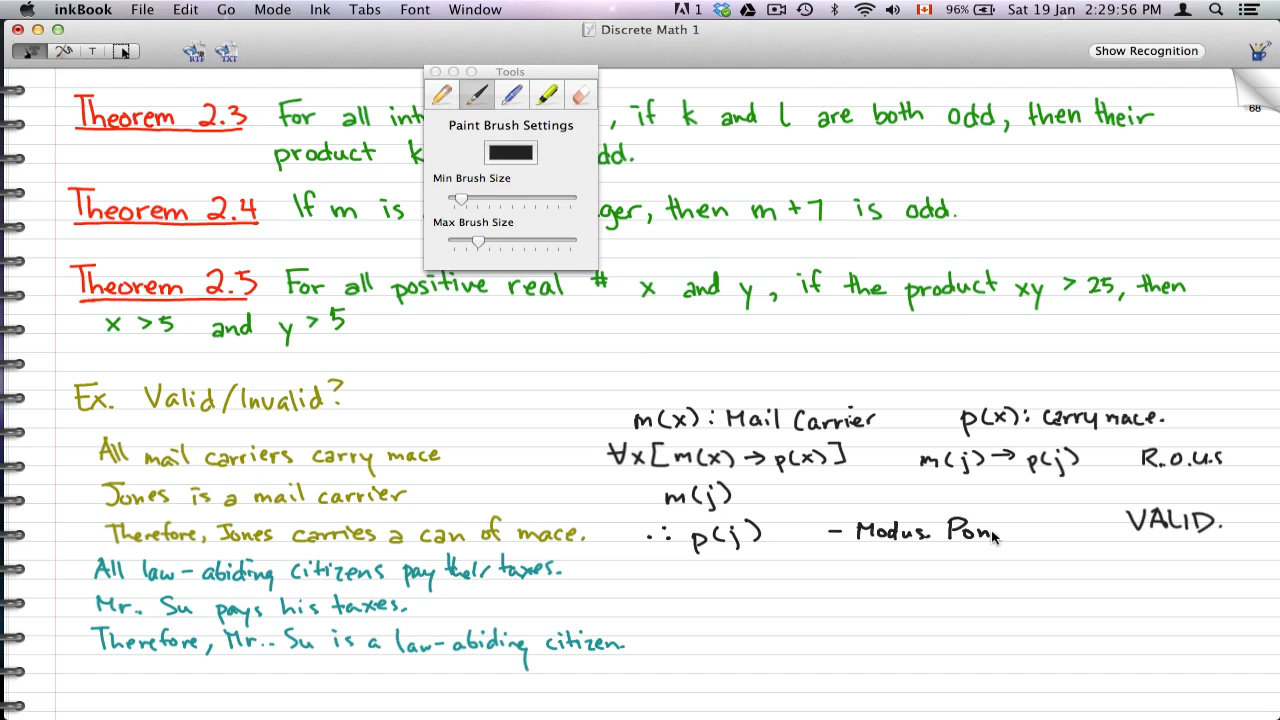 inkBook File Edit Go Mode Ink Tabs Font Window 1 96% Sat 19 Jan 2:29:56 PM
Discrete Math 1
T RTF TXT Show Recognition
Tools
68
Theorem 2.3 For all , if k and l are both odd, then their
product k
Paint Brush Settings
Theorem 2.4 If m is , then m + 7 is odd.
Min Brush Size
Max Brush Size
Theorem 2.5 For all positive real # x and y, if the product xy > 25, then
x > 5 and y > 5
Ex. Valid/Invalid?
m(x): Mail Carrier p(x): Carry mace.
All mail carriers carry mace ∀x[m(x) → p(x)] m(j) → p(j) R.O.U.S
Jones is a mail carrier m(j)
Therefore, Jones carries a can of mace. ∴ p(j) – Modus Pon VALID.
All law-abiding citizens pay their taxes.
Mr. Su pays his taxes.
Therefore, Mr. Su is a law-abiding citizen.